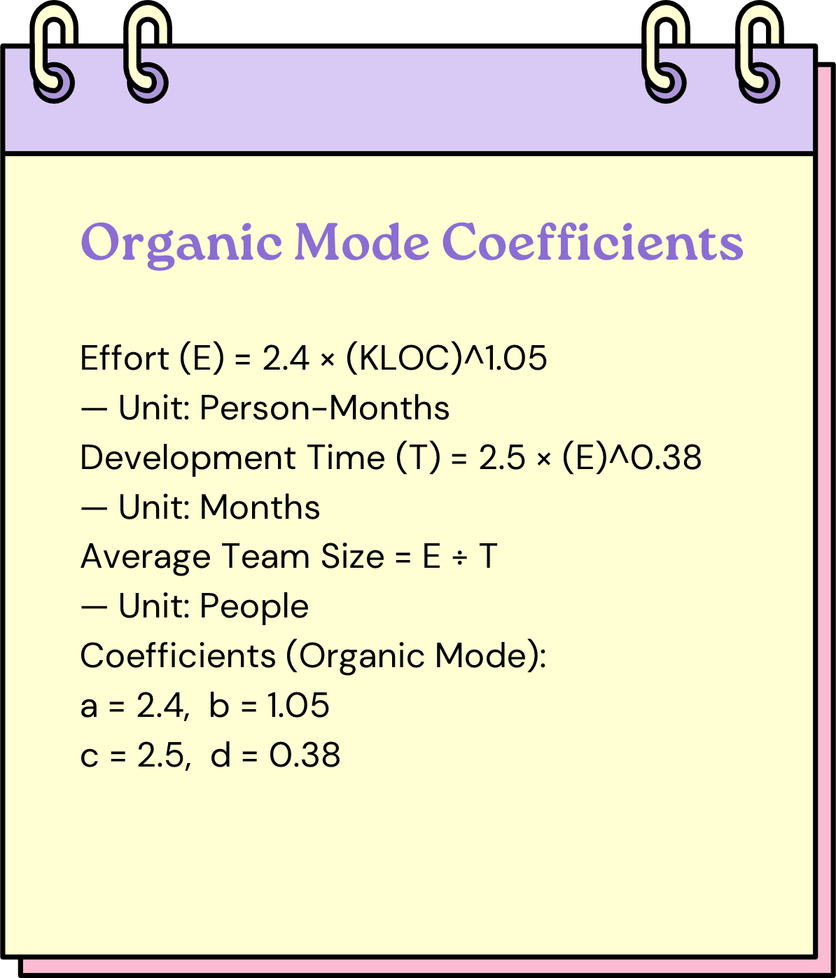 Organic Mode Coefficients
Effort (E) = 2.4 × (KLOC)^1.05
— Unit: Person-Months
Development Time (T) = 2.5 × (E)^0.38
— Unit: Months
Average Team Size = E ÷ T
— Unit: People
Coefficients (Organic Mode):
a = 2.4,  b = 1.05
c = 2.5,  d = 0.38